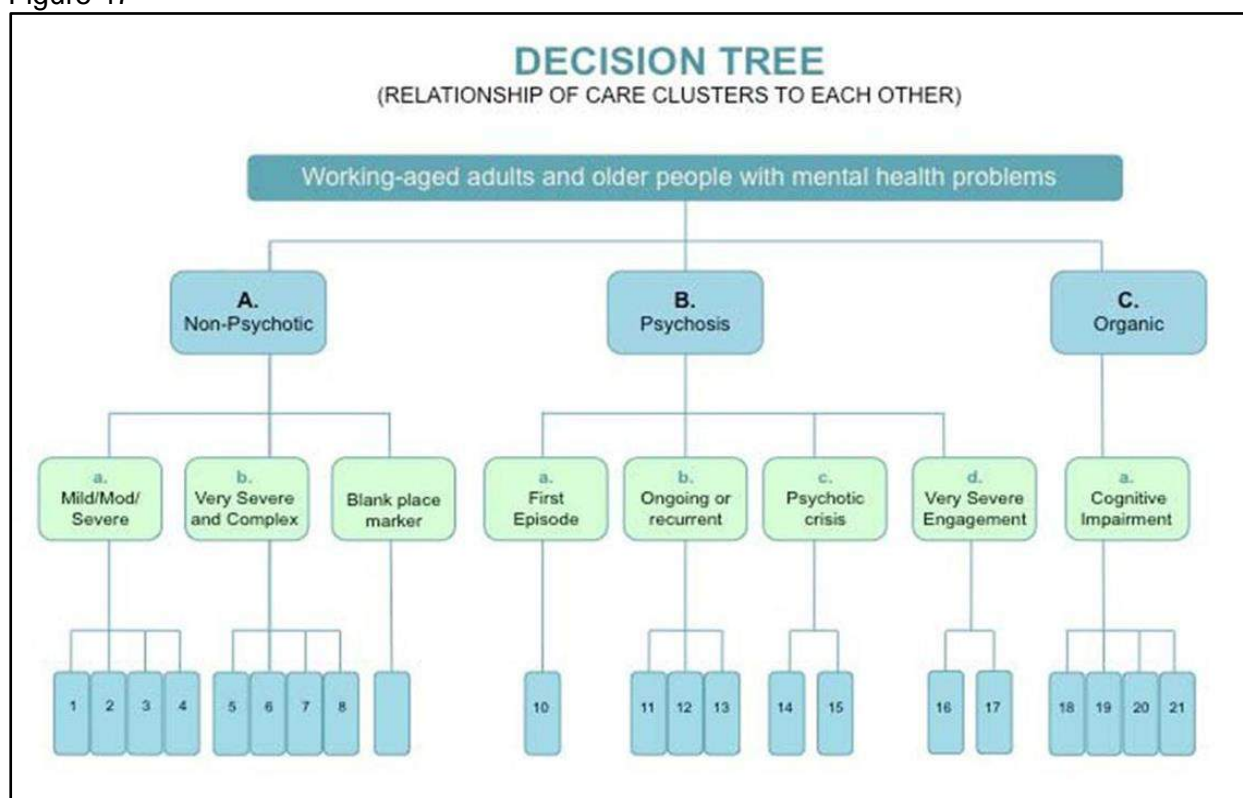 DECISION TREE
(RELATIONSHIP OF CARE CLUSTERS TO EACH OTHER)
Working-aged adults and older people with mental health problems
A.
Non-Psychotic
B.
Psychosis
C.
Organic
a.
Mild/Mod/
Severe
b.
Very Severe
and Complex
Blank place
marker
a.
First
Episode
b.
Ongoing or
recurrent
c.
Psychotic
crisis
d.
Very Severe
Engagement
a.
Cognitive
Impairment
1 2 3 4 5 6 7 8 10 11 12 13 14 15 16 17 18 19 20 21